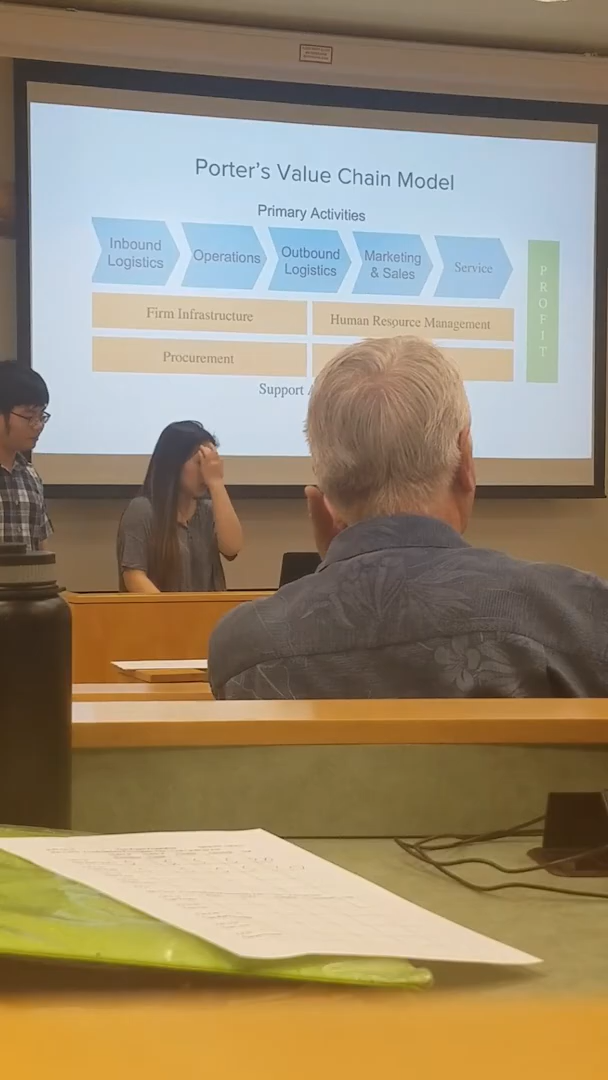 Porter's Value Chain Model
Primary Activities
Inbound
Logistics
Operations
Outbound
Logistics
Marketing
& Sales
Service
PROFIT
Firm Infrastructure
Human Resource Management
Procurement
Support